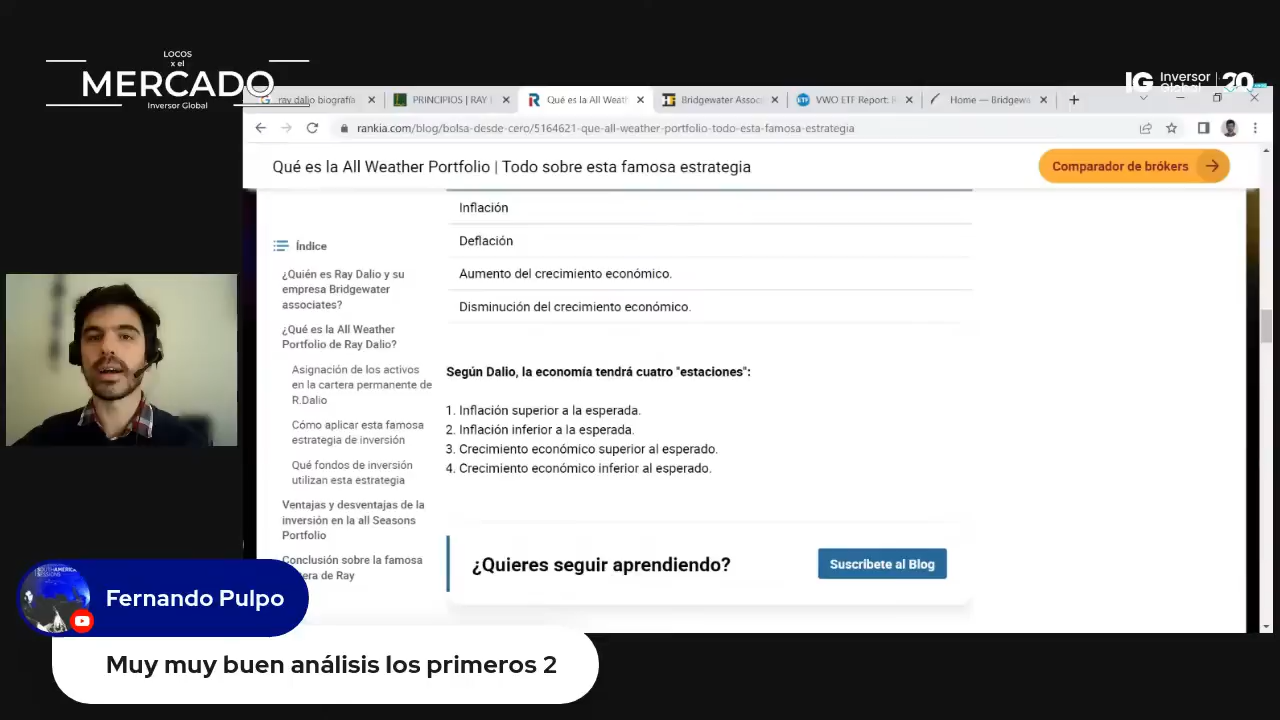 LOCOS
x el
MERCADO
Inversor Global
IG Inversor Global 20
ray dalio biografía
PRINCIPIOS | RAY
Qué es la All Weat
Bridgewater Assoc
VWO ETF Report: R
Home — Bridgewa
rankia.com/blog/bolsa-desde-cero/5164621-que-all-weather-portfolio-todo-esta-famosa-estrategia
Qué es la All Weather Portfolio | Todo sobre esta famosa estrategia
Comparador de brókers
Índice
¿Quién es Ray Dalio y su
empresa Bridgewater
associates?
¿Qué es la All Weather
Portfolio de Ray Dalio?
Asignación de los activos
en la cartera permanente de
R.Dalio
Cómo aplicar esta famosa
estrategia de inversión
Qué fondos de inversión
utilizan esta estrategia
Ventajas y desventajas de la
inversión en la all Seasons
Portfolio
Conclusión sobre la famosa
tera de Ray
Inflación
Deflación
Aumento del crecimiento económico.
Disminución del crecimiento económico.
Según Dalio, la economía tendrá cuatro "estaciones":
1. Inflación superior a la esperada.
2. Inflación inferior a la esperada.
3. Crecimiento económico superior al esperado.
4. Crecimiento económico inferior al esperado.
¿Quieres seguir aprendiendo?
Suscribete al Blog
Fernando Pulpo
Muy muy buen análisis los primeros 2